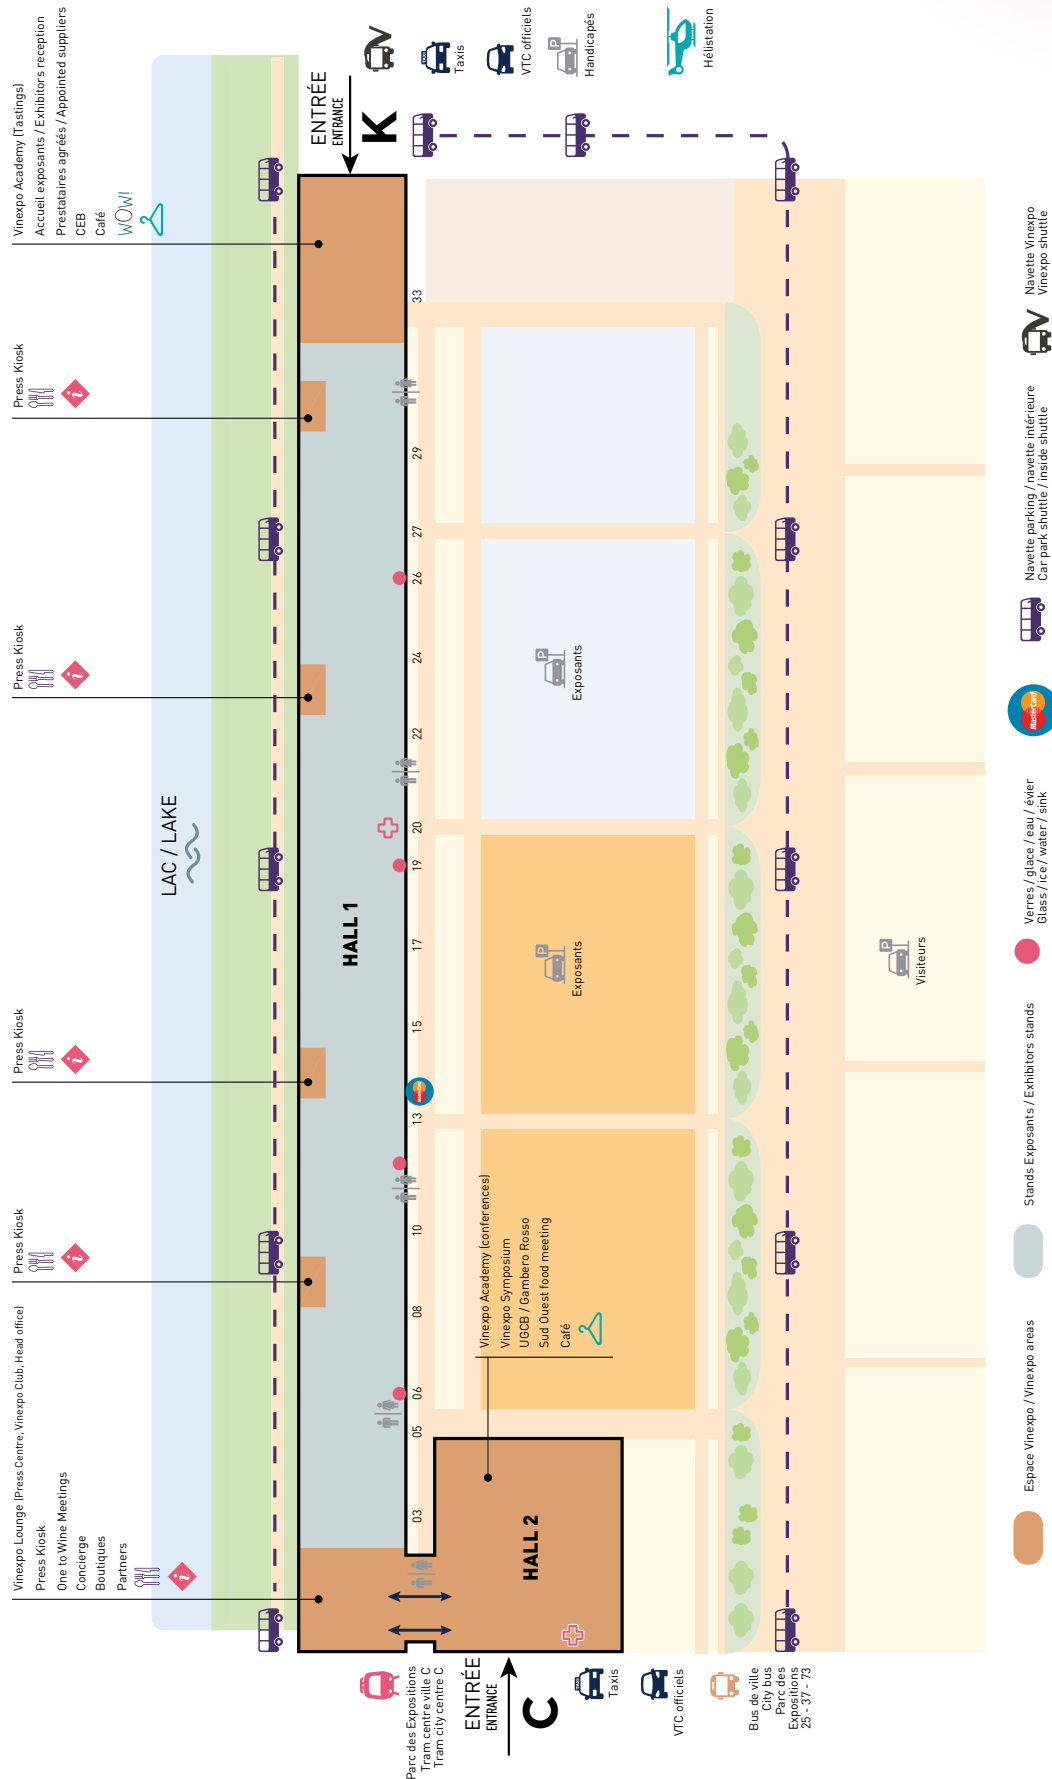 Vinexpo Lounge (Press Centre, Vinexpo Club, Head office)
Press Kiosk
One to Wine Meetings
Concierge
Boutiques
Partners
Press Kiosk
Press Kiosk
Press Kiosk
Press Kiosk
Vinexpo Academy (Tastings)
Accueil exposants / Exhibitors reception
Prestataires agréés / Appointed suppliers
CEB
Café
WOW!
LAC / LAKE
HALL 1
ENTRÉE
ENTRANCE
K
Taxis
VTC officiels
P
Handicapés
Hélistation
03
05
06
08
10
13
15
17
19
20
22
24
26
27
29
33
MasterCard
Parc des Expositions
Tram centre ville C
Tram city centre C
ENTRÉE
ENTRANCE
C
TAXIS
Taxis
VTC officiels
Bus de ville
City bus
Parc des
Expositions
25 - 37 - 73
HALL 2
Vinexpo Academy (conferences)
Vinexpo Symposium
UGCB / Gambero Rosso
Sud Ouest food meeting
Café
P
Exposants
P
Exposants
P
Visiteurs
Espace Vinexpo / Vinexpo areas
Stands Exposants / Exhibitors stands
Verres / glace / eau / évier
Glass / ice / water / sink
MasterCard
Navette parking / navette intérieure
Car park shuttle / inside shuttle
Navette Vinexpo
Vinexpo shuttle